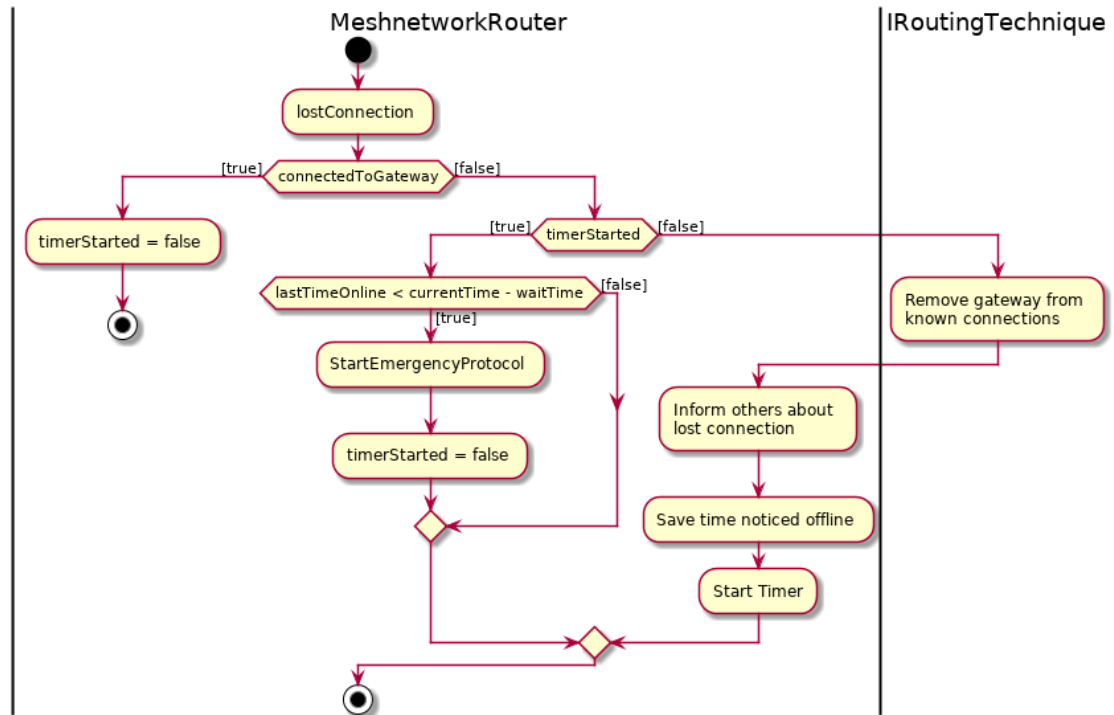 MeshnetworkRouter
IRoutingTechnique
lostConnection
[true]
connectedToGateway
[false]
timerStarted = false
[true]
timerStarted
[false]
lastTimeOnline < currentTime - waitTime
[false]
[true]
Remove gateway from
known connections
StartEmergencyProtocol
Inform others about
lost connection
timerStarted = false
Save time noticed offline
Start Timer